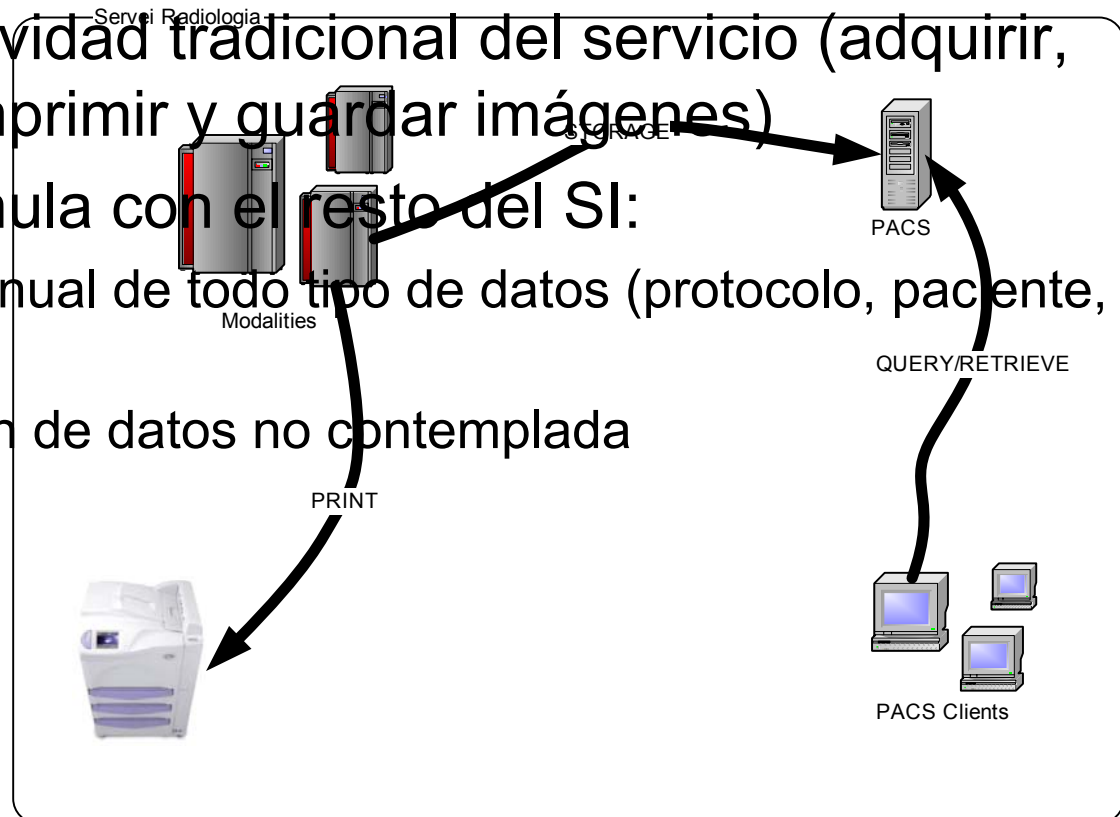 Servei Radiologia
vidad tradicional del servicio (adquirir,
primir y guardar imágenes)
STORAGE
ula con el resto del SI:
PACS
nual de todo tipo de datos (protocolo, paciente,
Modalities
QUERY/RETRIEVE
de datos no contemplada
PRINT
PACS Clients